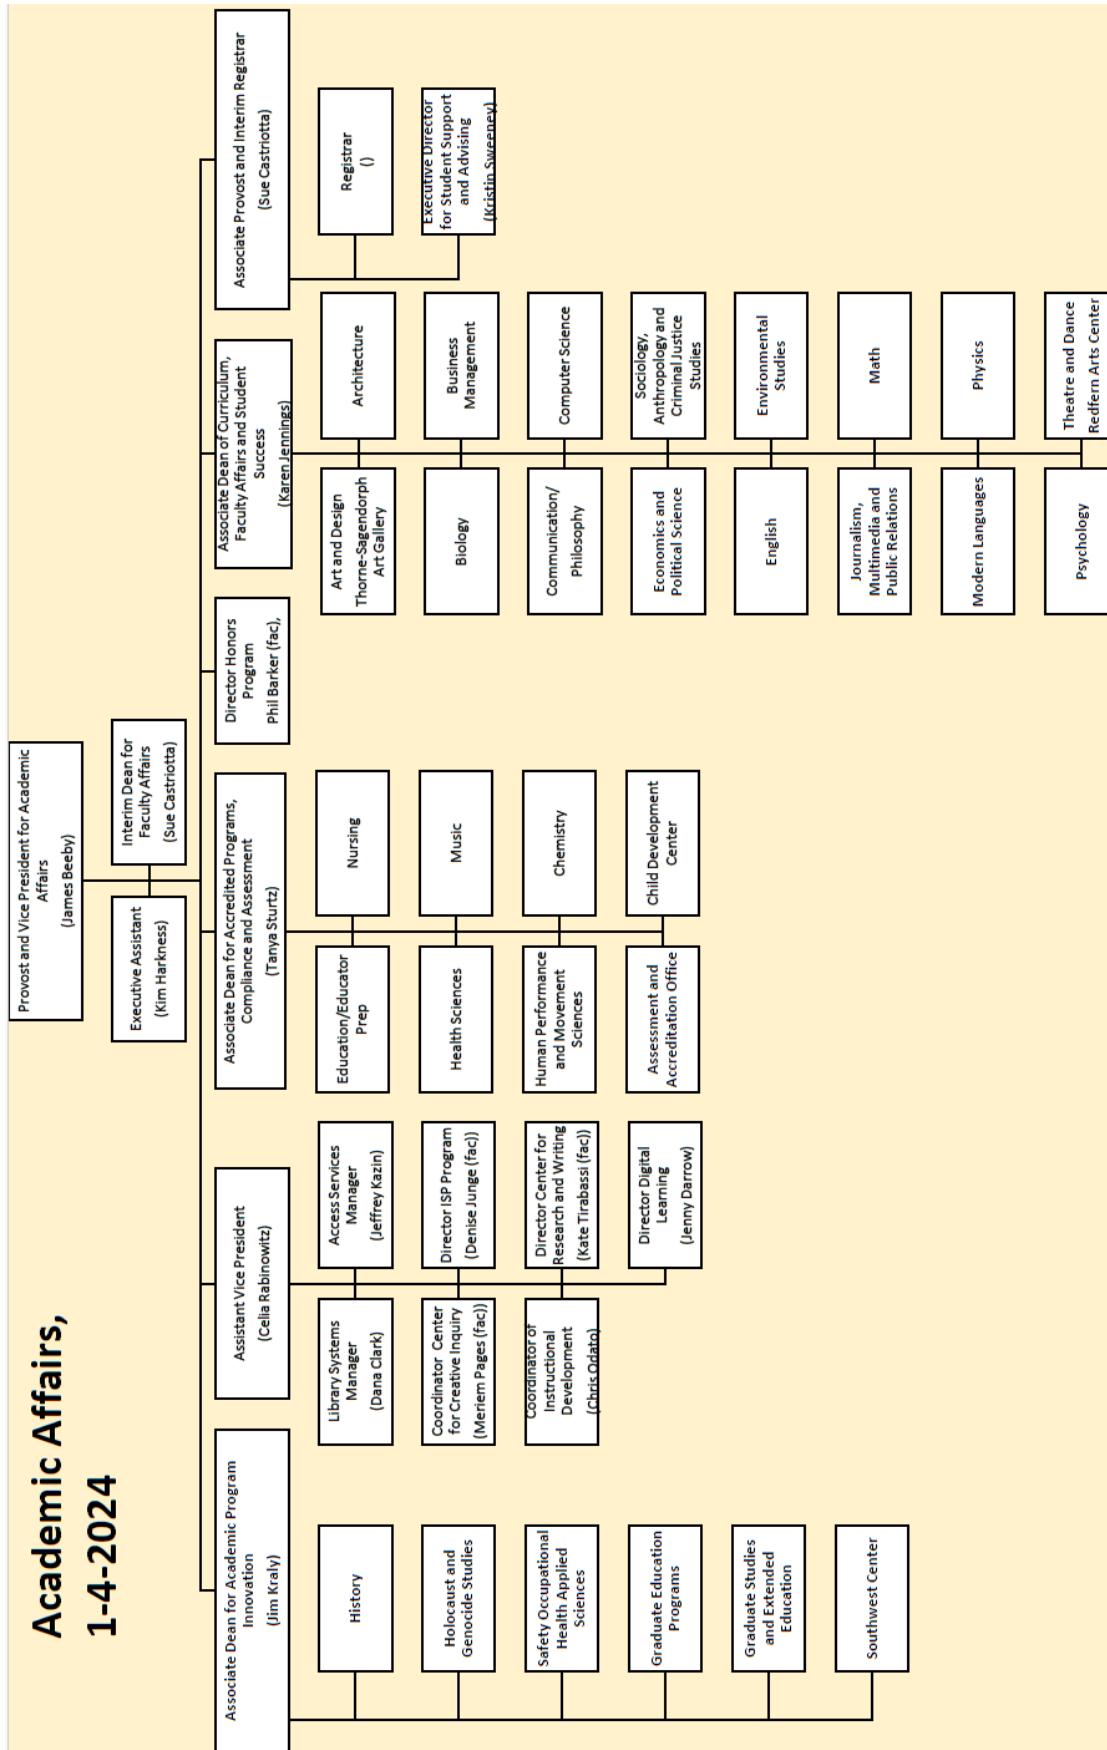 Academic Affairs,
1-4-2024
Provost and Vice President for Academic
Affairs
(James Beeby)
Executive Assistant
(Kim Harkness)
Interim Dean for
Faculty Affairs
(Sue Castriotta)
Associate Dean for Academic Program
Innovation
(Jim Kraly)
History
Holocaust and
Genocide Studies
Safety Occupational
Health Applied
Sciences
Graduate Education
Programs
Graduate Studies
and Extended
Education
Southwest Center
Assistant Vice President
(Celia Rabinowitz)
Library Systems
Manager
(Dana Clark)
Access Services
Manager
(Jeffrey Kazin)
Coordinator Center
for Creative Inquiry
(Meriem Pages (fac))
Director ISP Program
(Denise Junge (fac))
Coordinator of
Instructional
Development
(Chris Odato)
Director Center for
Research and Writing
(Kate Tirabassi (fac))
Director Digital
Learning
(Jenny Darrow)
Associate Dean for Accredited Programs,
Compliance and Assessment
(Tanya Sturtz)
Education/Educator
Prep
Nursing
Health Sciences
Music
Human Performance
and Movement
Sciences
Chemistry
Assessment and
Accreditation Office
Child Development
Center
Director Honors
Program
Phil Barker (fac),
Associate Dean of Curriculum,
Faculty Affairs and Student
Success
(Karen Jennings)
Art and Design
Thorne-Sagendorph
Art Gallery
Architecture
Biology
Business
Management
Communication/
Philosophy
Computer Science
Economics and
Political Science
Sociology,
Anthropology and
Criminal Justice
Studies
English
Environmental
Studies
Journalism,
Multimedia and
Public Relations
Math
Modern Languages
Physics
Psychology
Theatre and Dance
Redfern Arts Center
Associate Provost and Interim Registrar
(Sue Castriotta)
Registrar
()
Executive Director
for Student Support
and Advising
(Kristin Sweeney)